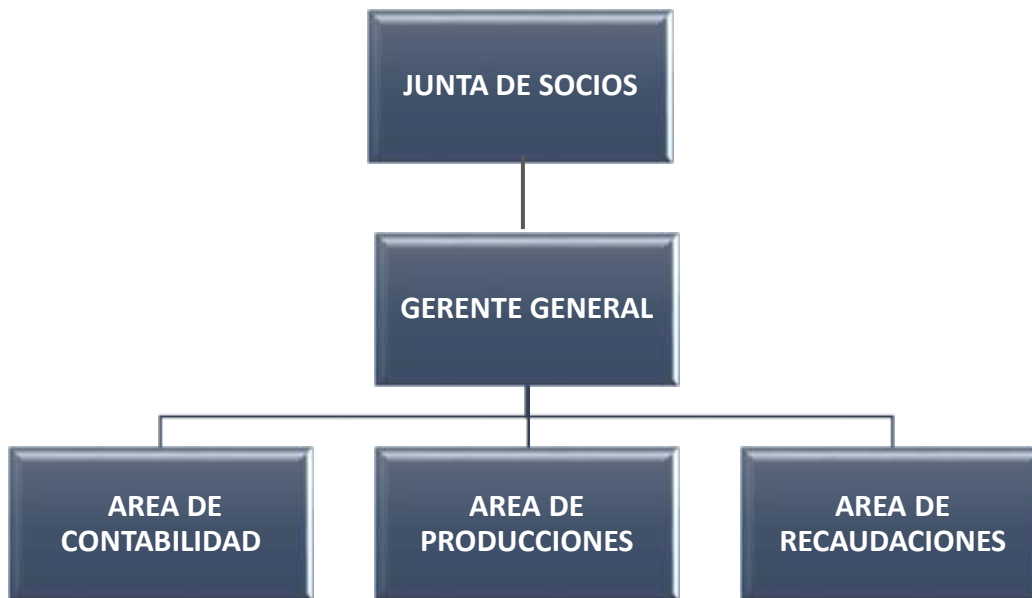 JUNTA DE SOCIOS
GERENTE GENERAL
AREA DE
CONTABILIDAD
AREA DE
PRODUCCIONES
AREA DE
RECAUDACIONES